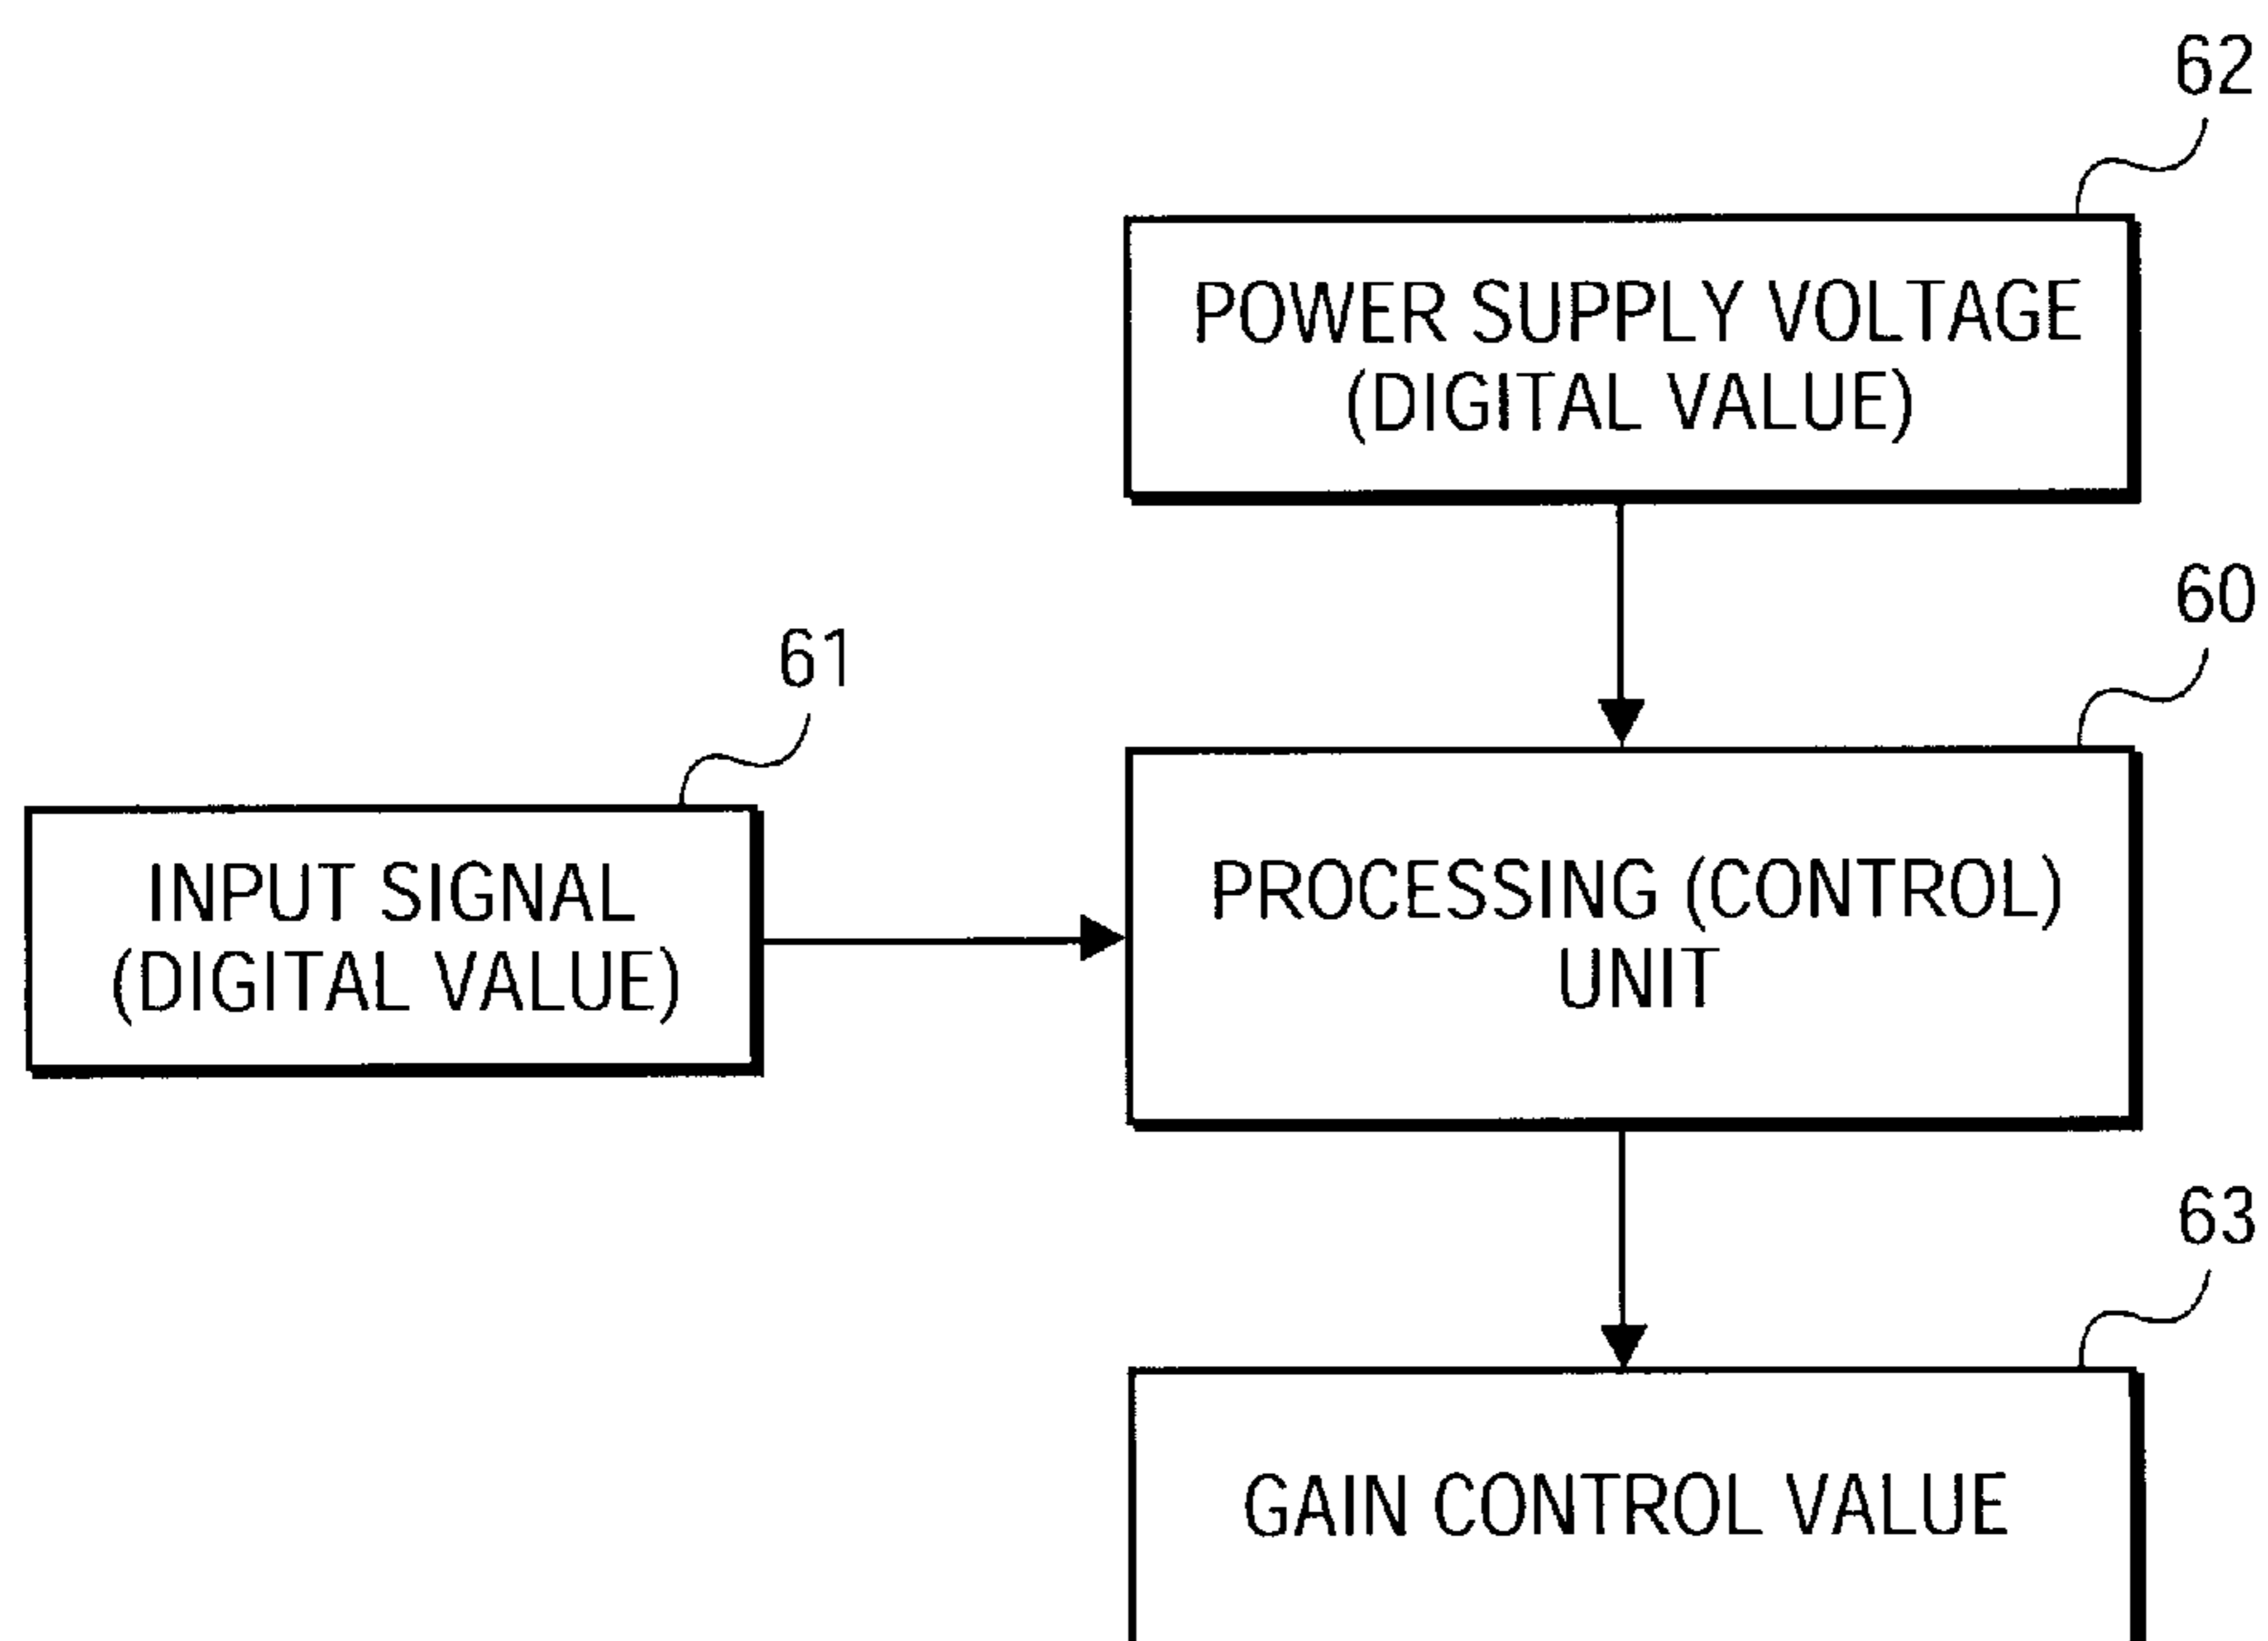 62
POWER SUPPLY VOLTAGE
(DIGITAL VALUE)
60
61
INPUT SIGNAL
(DIGITAL VALUE)
PROCESSING (CONTROL)
UNIT
63
GAIN CONTROL VALUE